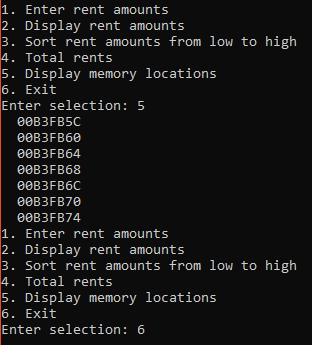 1. Enter rent amounts
2. Display rent amounts
3. Sort rent amounts from low to high
4. Total rents
5. Display memory locations
6. Exit
Enter selection: 5
00B3FB5C
00B3FB60
00B3FB64
00B3FB68
00B3FB6C
00B3FB70
00B3FB74
1. Enter rent amounts
2. Display rent amounts
3. Sort rent amounts from low to high
4. Total rents
5. Display memory locations
6. Exit
Enter selection: 6